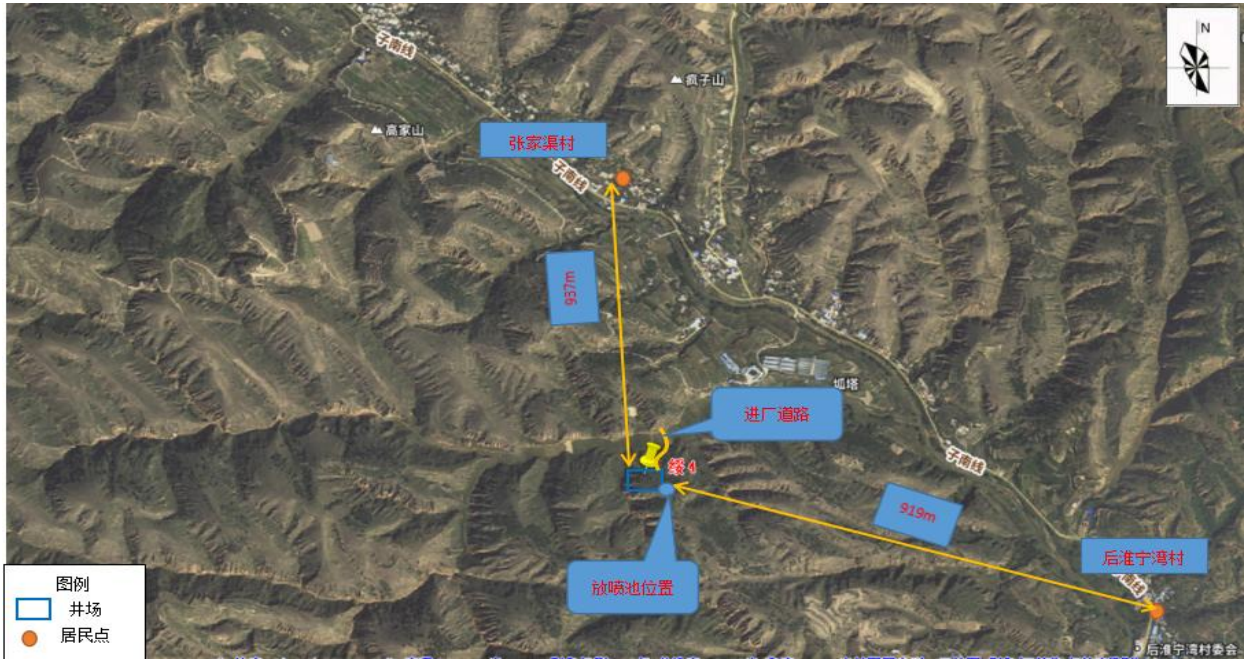 子南线
N
疯子山
高家山
张家渠村
子南线
937m
坬塔
进厂道路
绥 4
子南线
919m
后淮宁湾村
放喷池位置
南线
图例
井场
居民点
后淮宁湾村委会